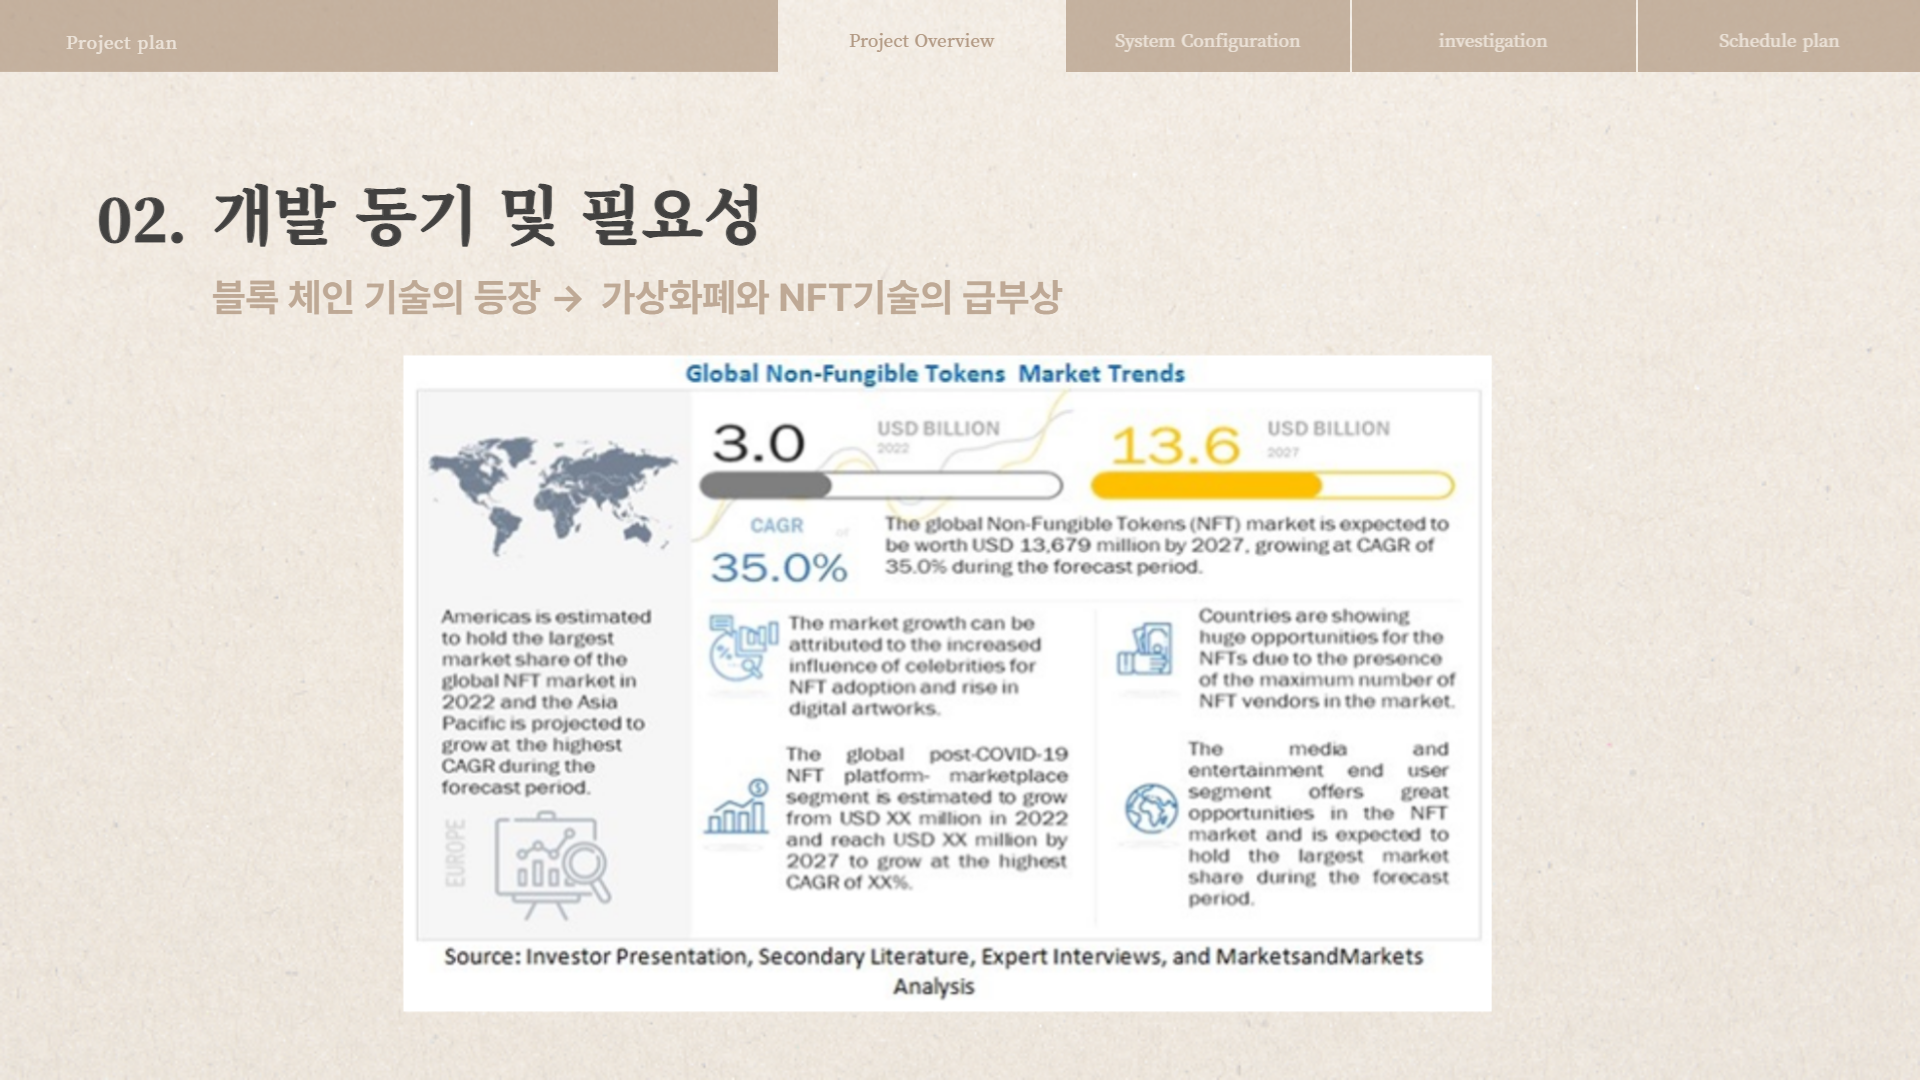 Project plan
Project Overview
System Configuration
investigation
Schedule plan
02. 개발 동기 및 필요성
블록 체인 기술의 등장 → 가상화폐와 NFT기술의 급부상
Global Non-Fungible Tokens Market Trends
3.0
USD BILLION
2022
13.6
USD BILLION
2027
CAGR
of
35.0%
The global Non-Fungible Tokens (NFT) market is expected to
be worth USD 13,679 million by 2027, growing at CAGR of
35.0% during the forecast period.
Americas is estimated
to hold the largest
market share of the
global NFT market in
2022 and the Asia
Pacific is projected to
grow at the highest
CAGR during the
forecast period.
EUROPE
The market growth can be
attributed to the increased
influence of celebrities for
NFT adoption and rise in
digital artworks.
Countries are showing
huge opportunities for the
NFTs due to the presence
of the maximum number of
NFT vendors in the market.
The global post-COVID-19
NFT platform- marketplace
segment is estimated to grow
from USD XX million in 2022
and reach USD XX million by
2027 to grow at the highest
CAGR of XX%.
The media and
entertainment end user
segment offers great
opportunities in the NFT
market and is expected to
hold the largest market
share during the forecast
period.
Source: Investor Presentation, Secondary Literature, Expert Interviews, and MarketsandMarkets
Analysis